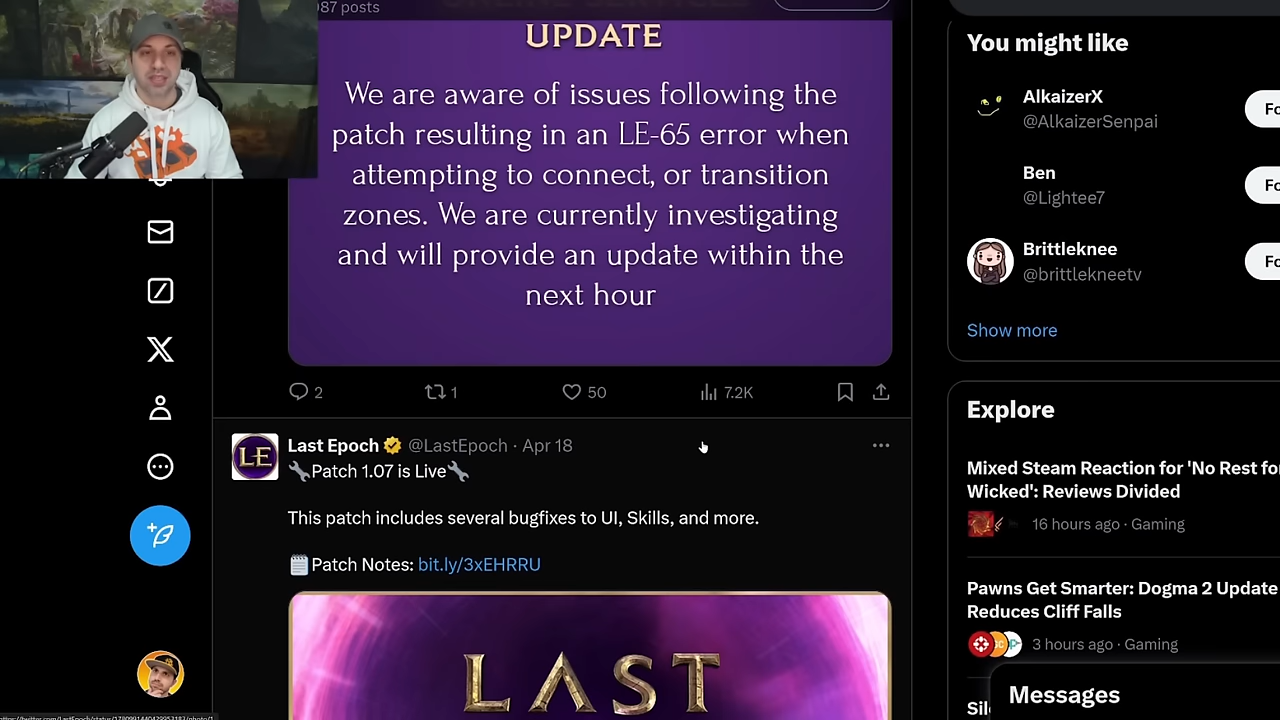 87 posts
UPDATE
We are aware of issues following the
patch resulting in an LE-65 error when
attempting to connect, or transition
zones. We are currently investigating
and will provide an update within the
next hour
2
1
50
7.2K
Last Epoch @LastEpoch · Apr 18
🔧Patch 1.07 is Live🔧
This patch includes several bugfixes to UI, Skills, and more.
🗒️Patch Notes: bit.ly/3xEHRRU
LE
LAST
You might like
AlkaizerX
@AlkaizerSenpai
Fo
Ben
@Lightee7
Fo
Brittleknee
@brittlekneetv
Fo
Show more
Explore
Mixed Steam Reaction for 'No Rest fo
Wicked': Reviews Divided
16 hours ago · Gaming
Pawns Get Smarter: Dogma 2 Update
Reduces Cliff Falls
3 hours ago · Gaming
Sil
Messages